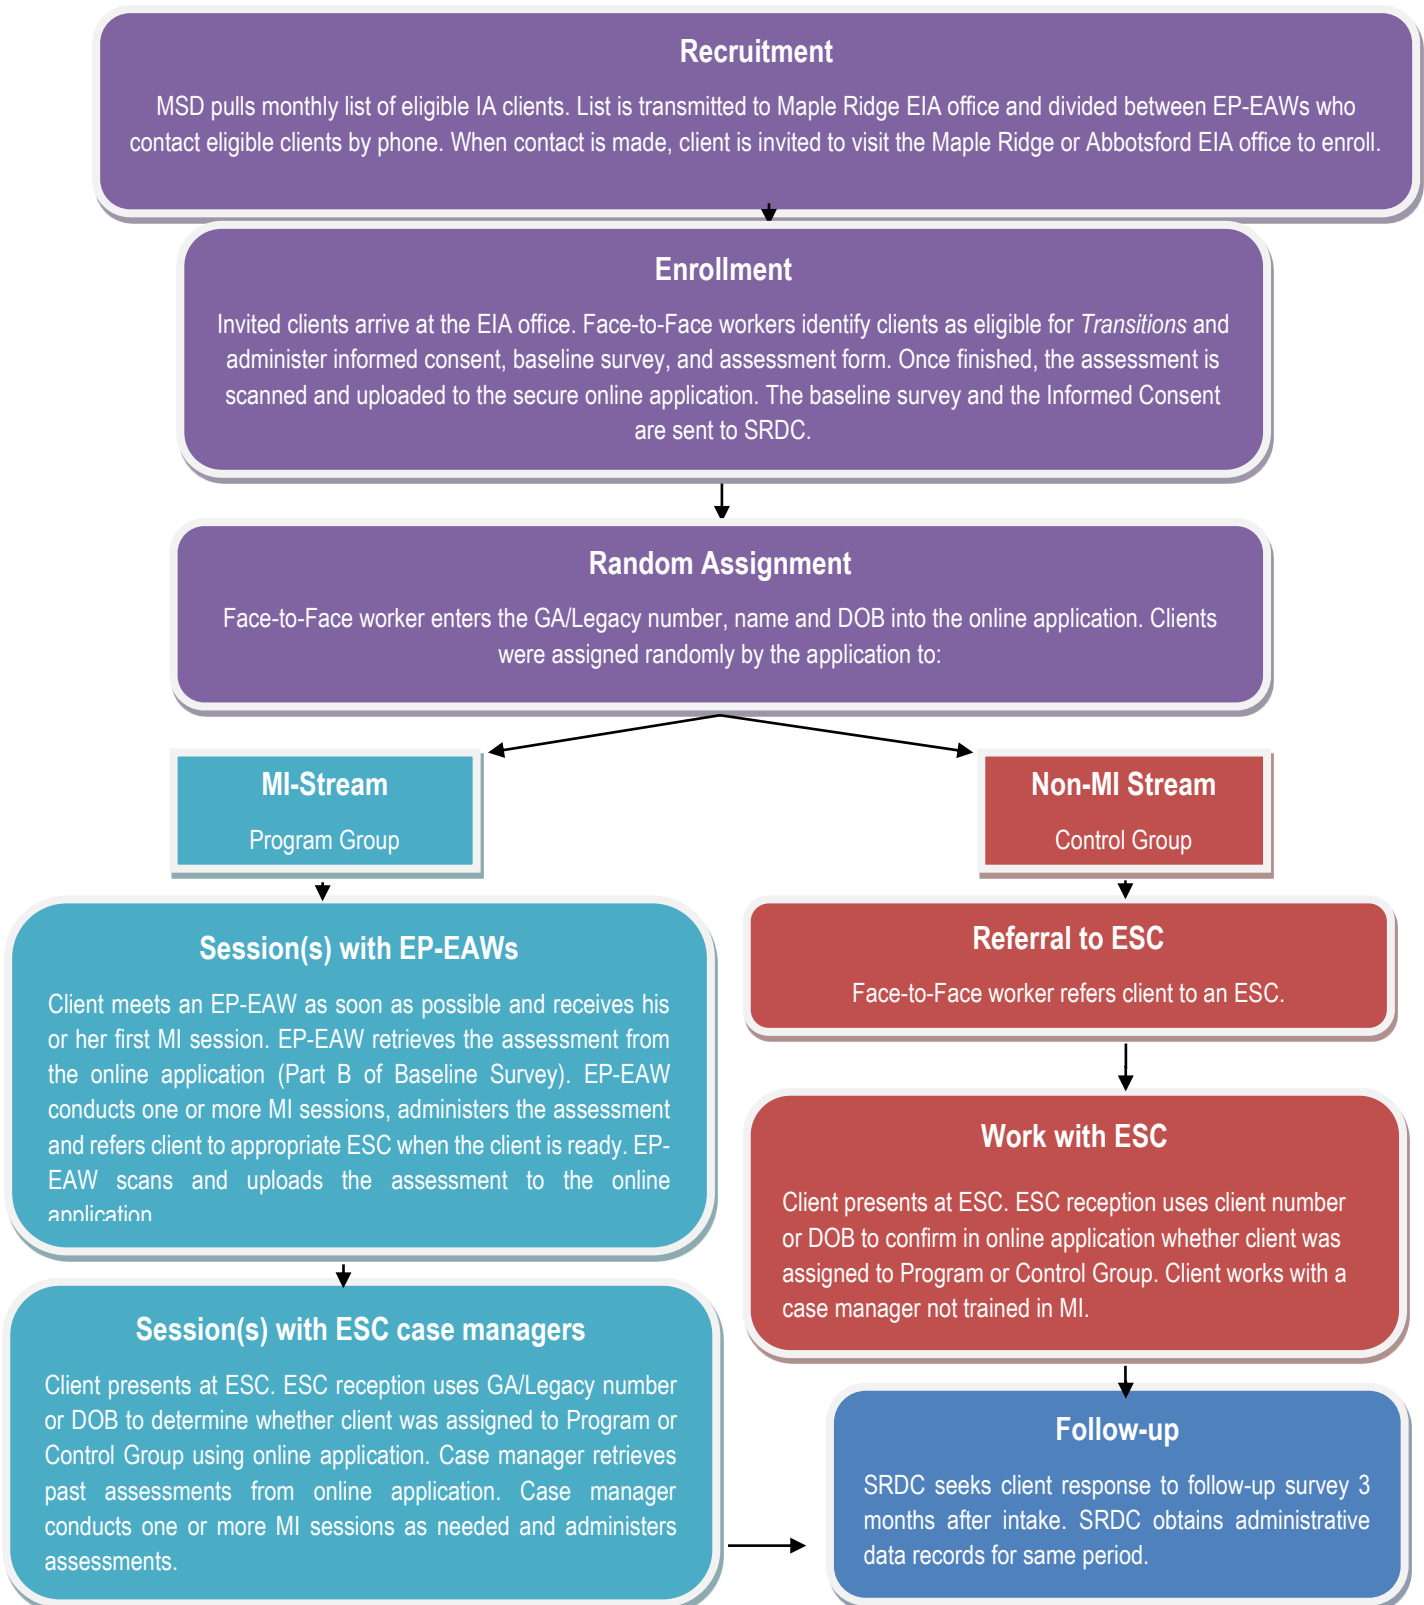 Recruitment
MSD pulls monthly list of eligible IA clients. List is transmitted to Maple Ridge EIA office and divided between EP-EAWs who
contact eligible clients by phone. When contact is made, client is invited to visit the Maple Ridge or Abbotsford EIA office to enroll.
Enrollment
Invited clients arrive at the EIA office. Face-to-Face workers identify clients as eligible for Transitions and
administer informed consent, baseline survey, and assessment form. Once finished, the assessment is
scanned and uploaded to the secure online application. The baseline survey and the Informed Consent
are sent to SRDC.
Random Assignment
Face-to-Face worker enters the GA/Legacy number, name and DOB into the online application. Clients
were assigned randomly by the application to:
MI-Stream
Program Group
Non-MI Stream
Control Group
Session(s) with EP-EAWs
Client meets an EP-EAW as soon as possible and receives his
or her first MI session. EP-EAW retrieves the assessment from
the online application (Part B of Baseline Survey). EP-EAW
conducts one or more MI sessions, administers the assessment
and refers client to appropriate ESC when the client is ready. EP-
EAW scans and uploads the assessment to the online
application
Referral to ESC
Face-to-Face worker refers client to an ESC.
Work with ESC
Client presents at ESC. ESC reception uses client number
or DOB to confirm in online application whether client was
assigned to Program or Control Group. Client works with a
case manager not trained in MI.
Session(s) with ESC case managers
Client presents at ESC. ESC reception uses GA/Legacy number
or DOB to determine whether client was assigned to Program or
Control Group using online application. Case manager retrieves
past assessments from online application. Case manager
conducts one or more MI sessions as needed and administers
assessments.
Follow-up
SRDC seeks client response to follow-up survey 3
months after intake. SRDC obtains administrative
data records for same period.